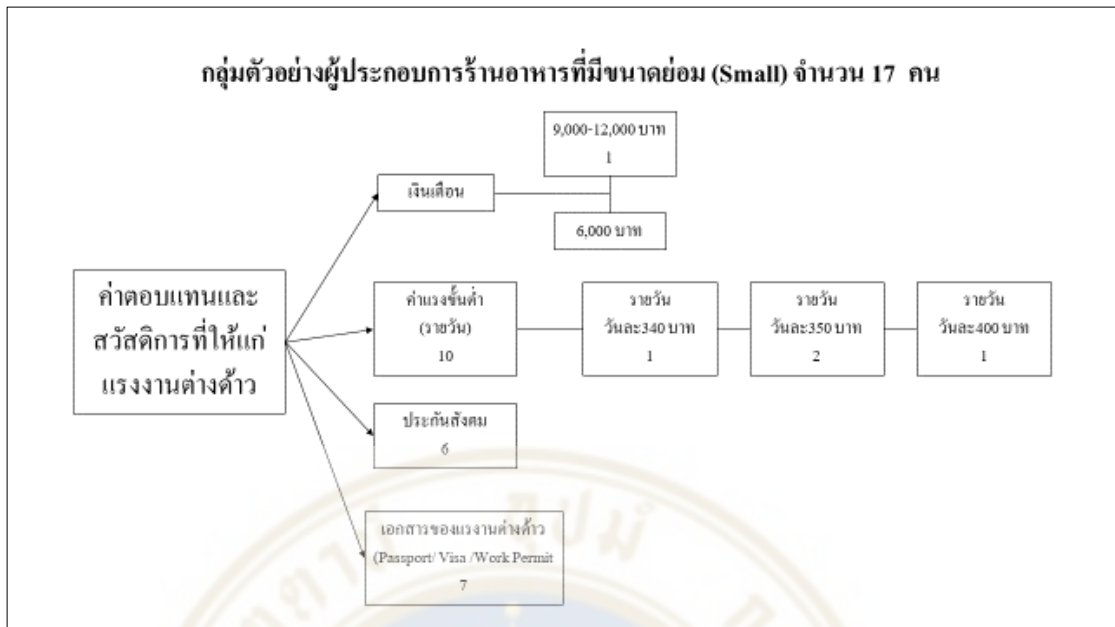 กลุ่มตัวอย่างผู้ประกอบการร้านอาหารที่มีขนาดย่อม (Small) จำนวน 17 คน
9,000-12,000 บาท
1
เงินเดือน
6,000 บาท
ค่าตอบแทนและ
สวัสดิการที่ให้แก่
แรงงานต่างด้าว
ค่าแรงขั้นต่ำ
(รายวัน)
10
รายวัน
วันละ340 บาท
1
รายวัน
วันละ350 บาท
2
รายวัน
วันละ400 บาท
1
ประกันสังคม
6
เอกสารของแรงงานต่างด้าว
(Passport/ Visa /Work Permit
7